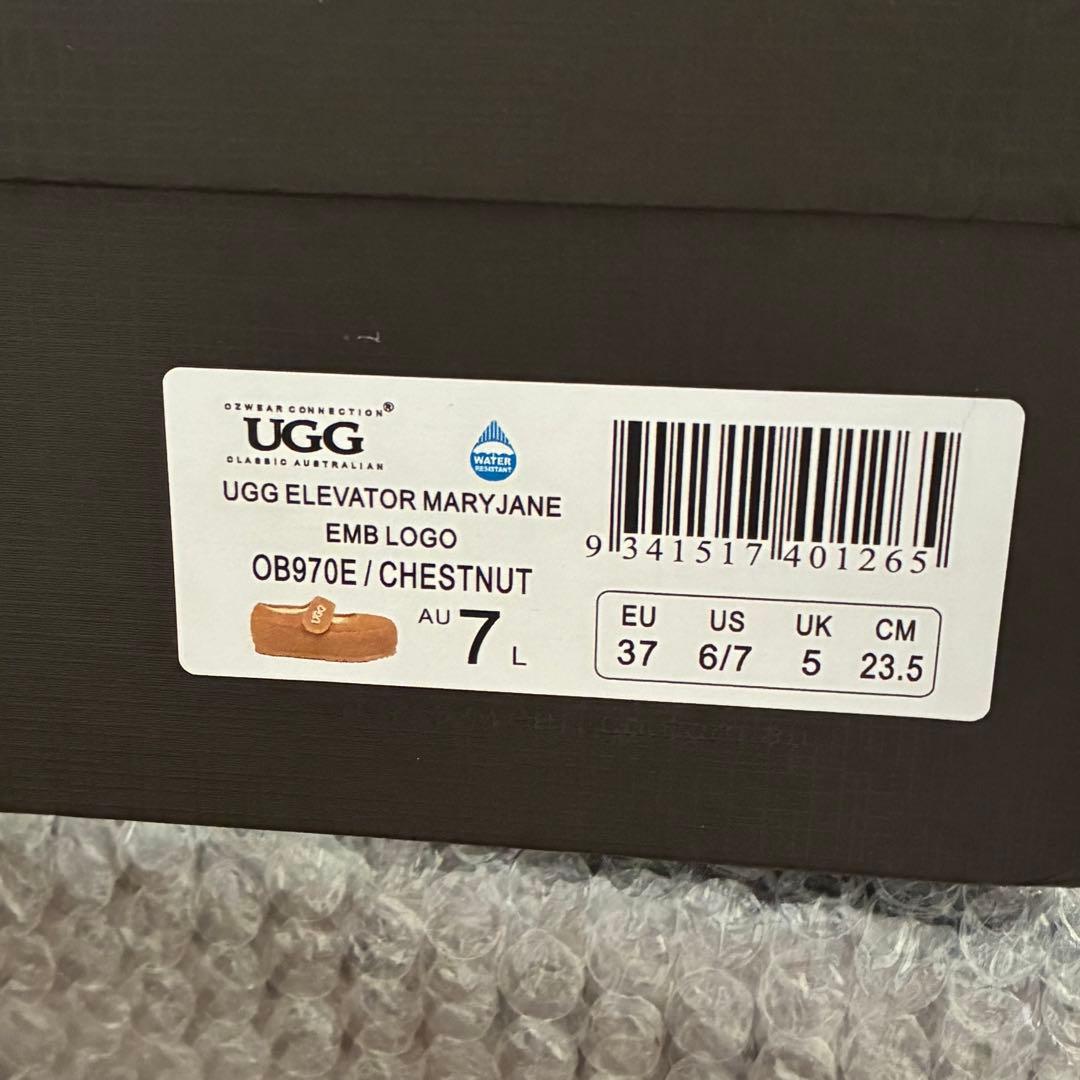 OZWEAR CONNECTION®
UGG
CLASSIC AUSTRALIAN
WATER
RESISTANT
UGG ELEVATOR MARYJANE
EMB LOGO
OB970E / CHESTNUT
UGG
AU 7 L
9 341517 401265
EU US UK CM
37 6/7 5 23.5